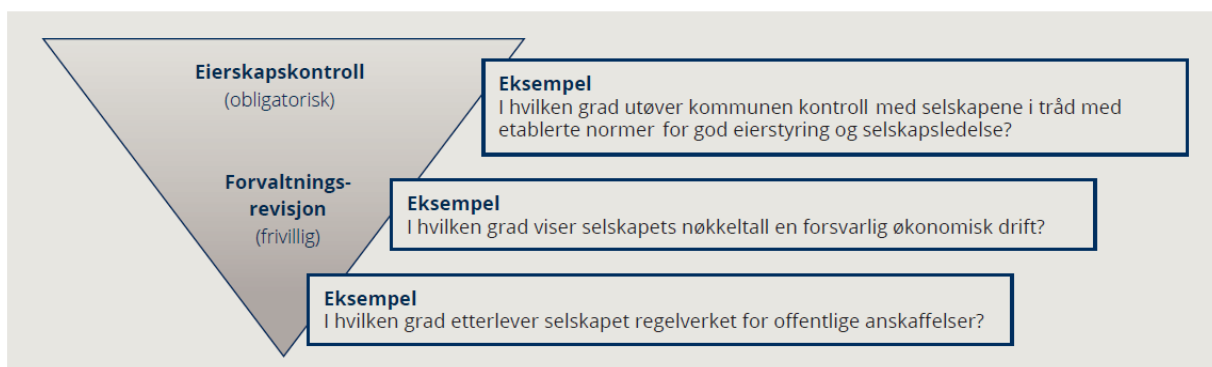 Eierskapskontroll
(obligatorisk)
Eksempel
I hvilken grad utøver kommunen kontroll med selskapene i tråd med
etablerte normer for god eierstyring og selskapsledelse?
Forvaltnings-
revisjon
(frivillig)
Eksempel
I hvilken grad viser selskapets nøkkeltall en forsvarlig økonomisk drift?
Eksempel
I hvilken grad etterlever selskapet regelverket for offentlige anskaffelser?